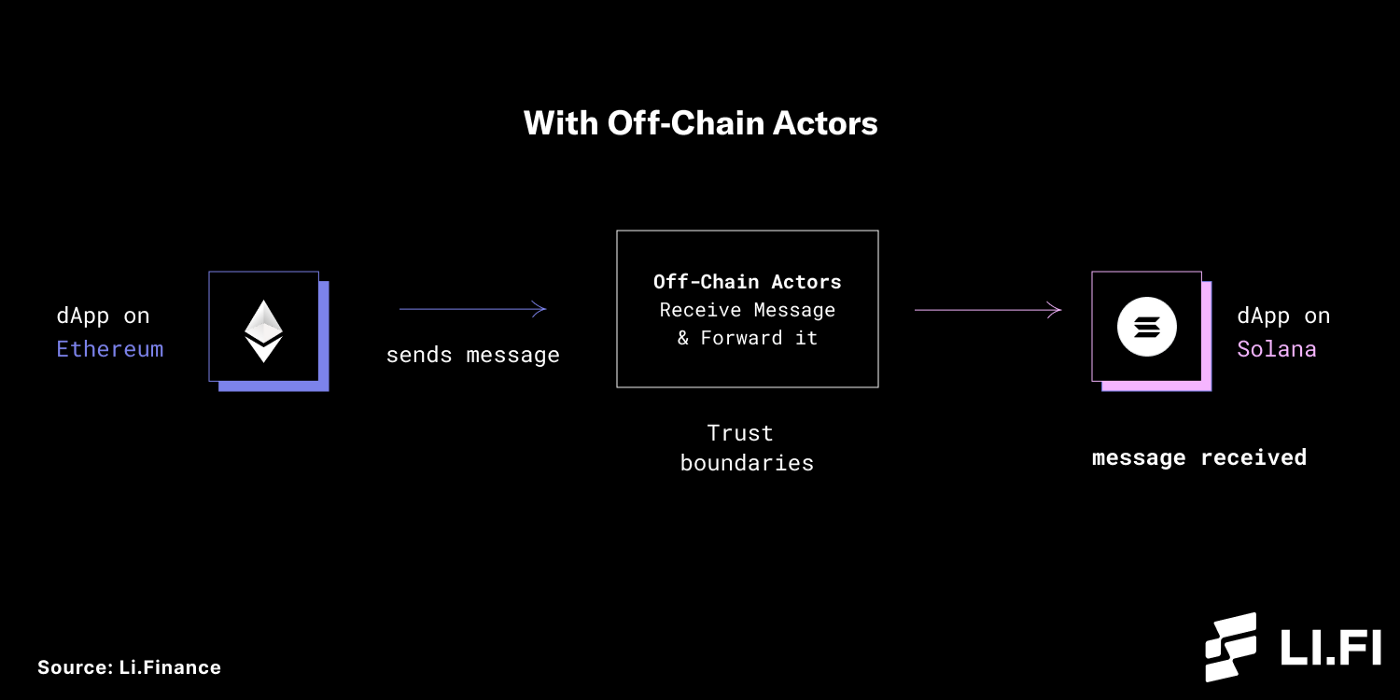 With Off-Chain Actors
dApp on
Ethereum
sends message
Off-Chain Actors
Receive Message
& Forward it
Trust
boundaries
dApp on
Solana
message received
Source: Li.Finance
LI.FI